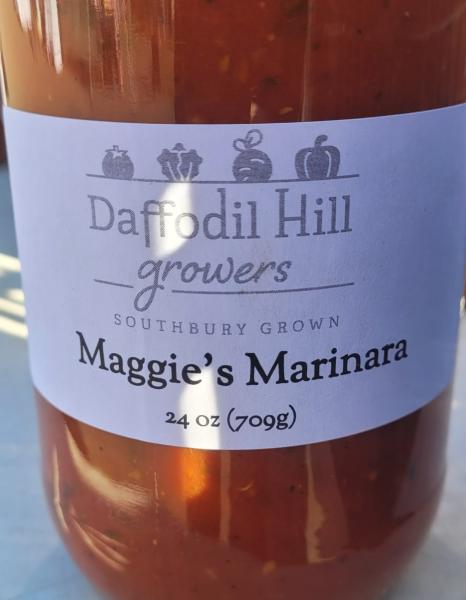 Daffodil Hill
growers
SOUTHBURY GROWN
Maggie's Marinara
24 oz (709g)